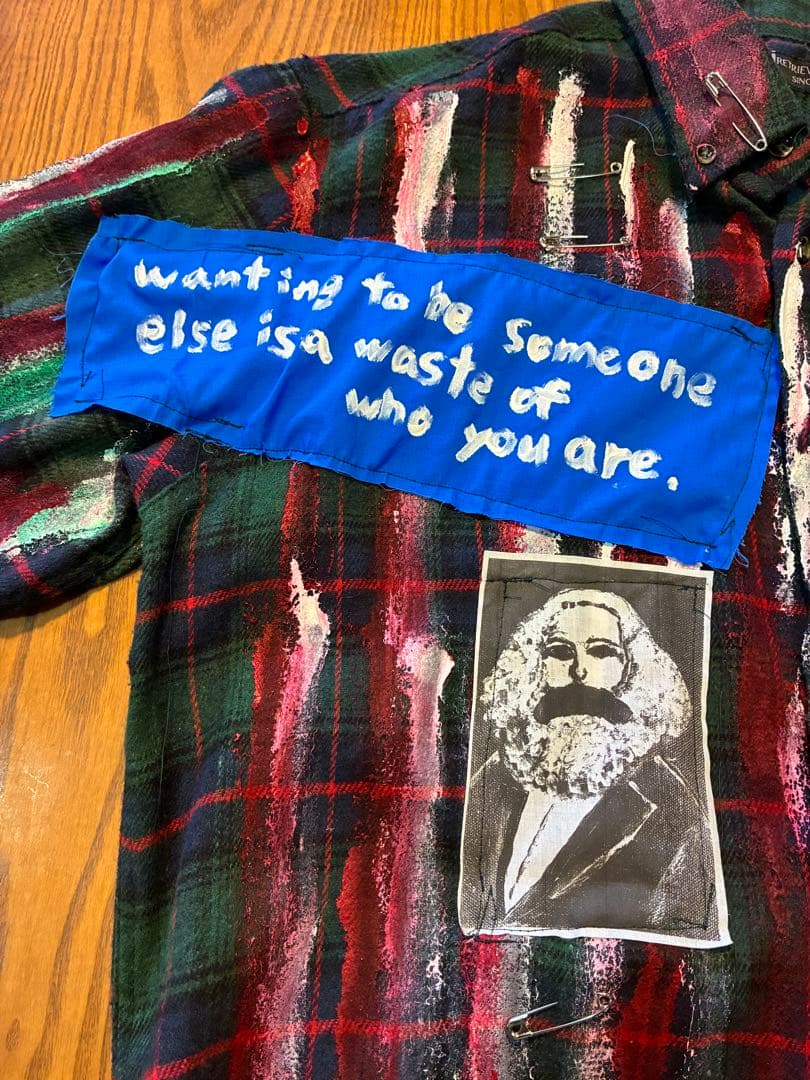 wanting to be someone
else isa waste of
who you are.